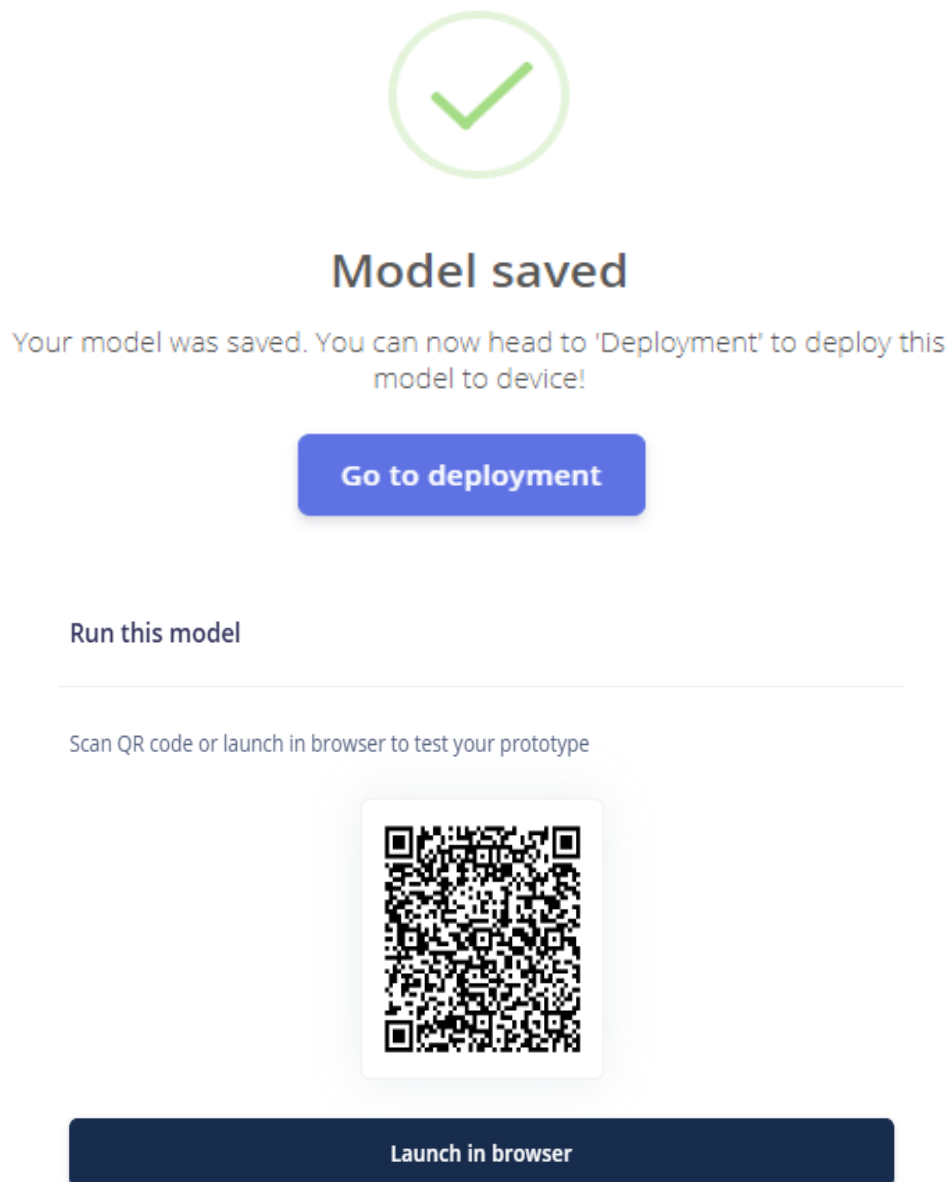 Model saved
Your model was saved. You can now head to 'Deployment' to deploy this
model to device!
Go to deployment
Run this model
Scan QR code or launch in browser to test your prototype
Launch in browser